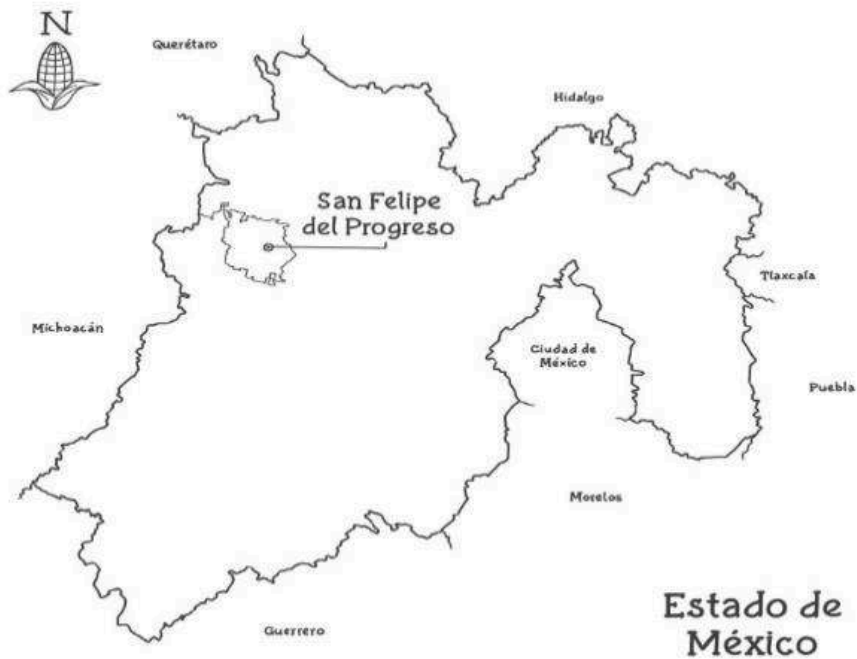 N
Querétaro
Hidalgo
San Felipe
del Progreso
Tlaxcala
Michoacán
Ciudad de
México
Puebla
Morelos
Guerrero
Estado de
México